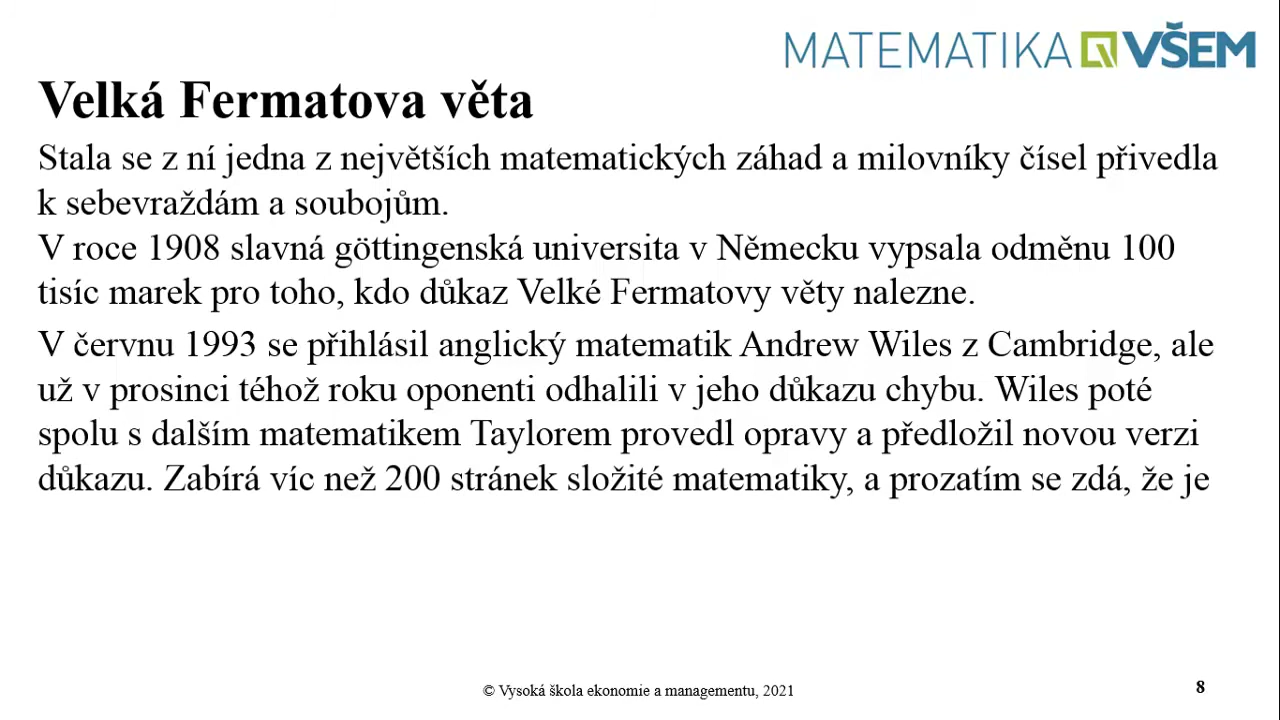 MATEMATIKA VŠEM
Velká Fermatova věta
Stala se z ní jedna z největších matematických záhad a milovníky čísel přivedla
k sebevraždám a soubojům.
V roce 1908 slavná göttingenská universita v Německu vypsala odměnu 100
tisíc marek pro toho, kdo důkaz Velké Fermatovy věty nalezne.
V červnu 1993 se přihlásil anglický matematik Andrew Wiles z Cambridge, ale
už v prosinci téhož roku oponenti odhalili v jeho důkazu chybu. Wiles poté
spolu s dalším matematikem Taylorem provedl opravy a předložil novou verzi
důkazu. Zabírá víc než 200 stránek složité matematiky, a prozatím se zdá, že je
© Vysoká škola ekonomie a managementu, 2021
8